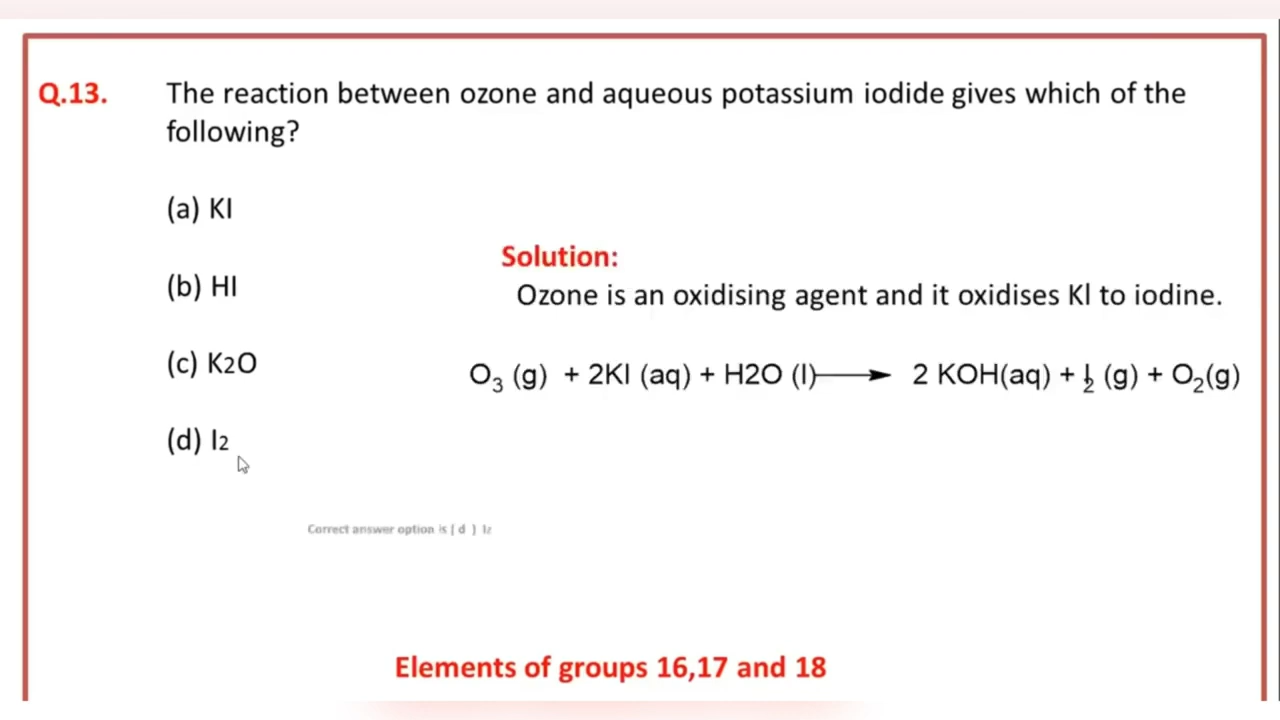 Q.13. The reaction between ozone and aqueous potassium iodide gives which of the
following?
(a) KI
Solution:
(b) HI
Ozone is an oxidising agent and it oxidises Kl to iodine.
(c) K2O
O3 (g) + 2KI (aq) + H2O (l) → 2 KOH(aq) + I2 (g) + O2(g)
(d) I2
Correct answer option is ( d ) I2
Elements of groups 16,17 and 18